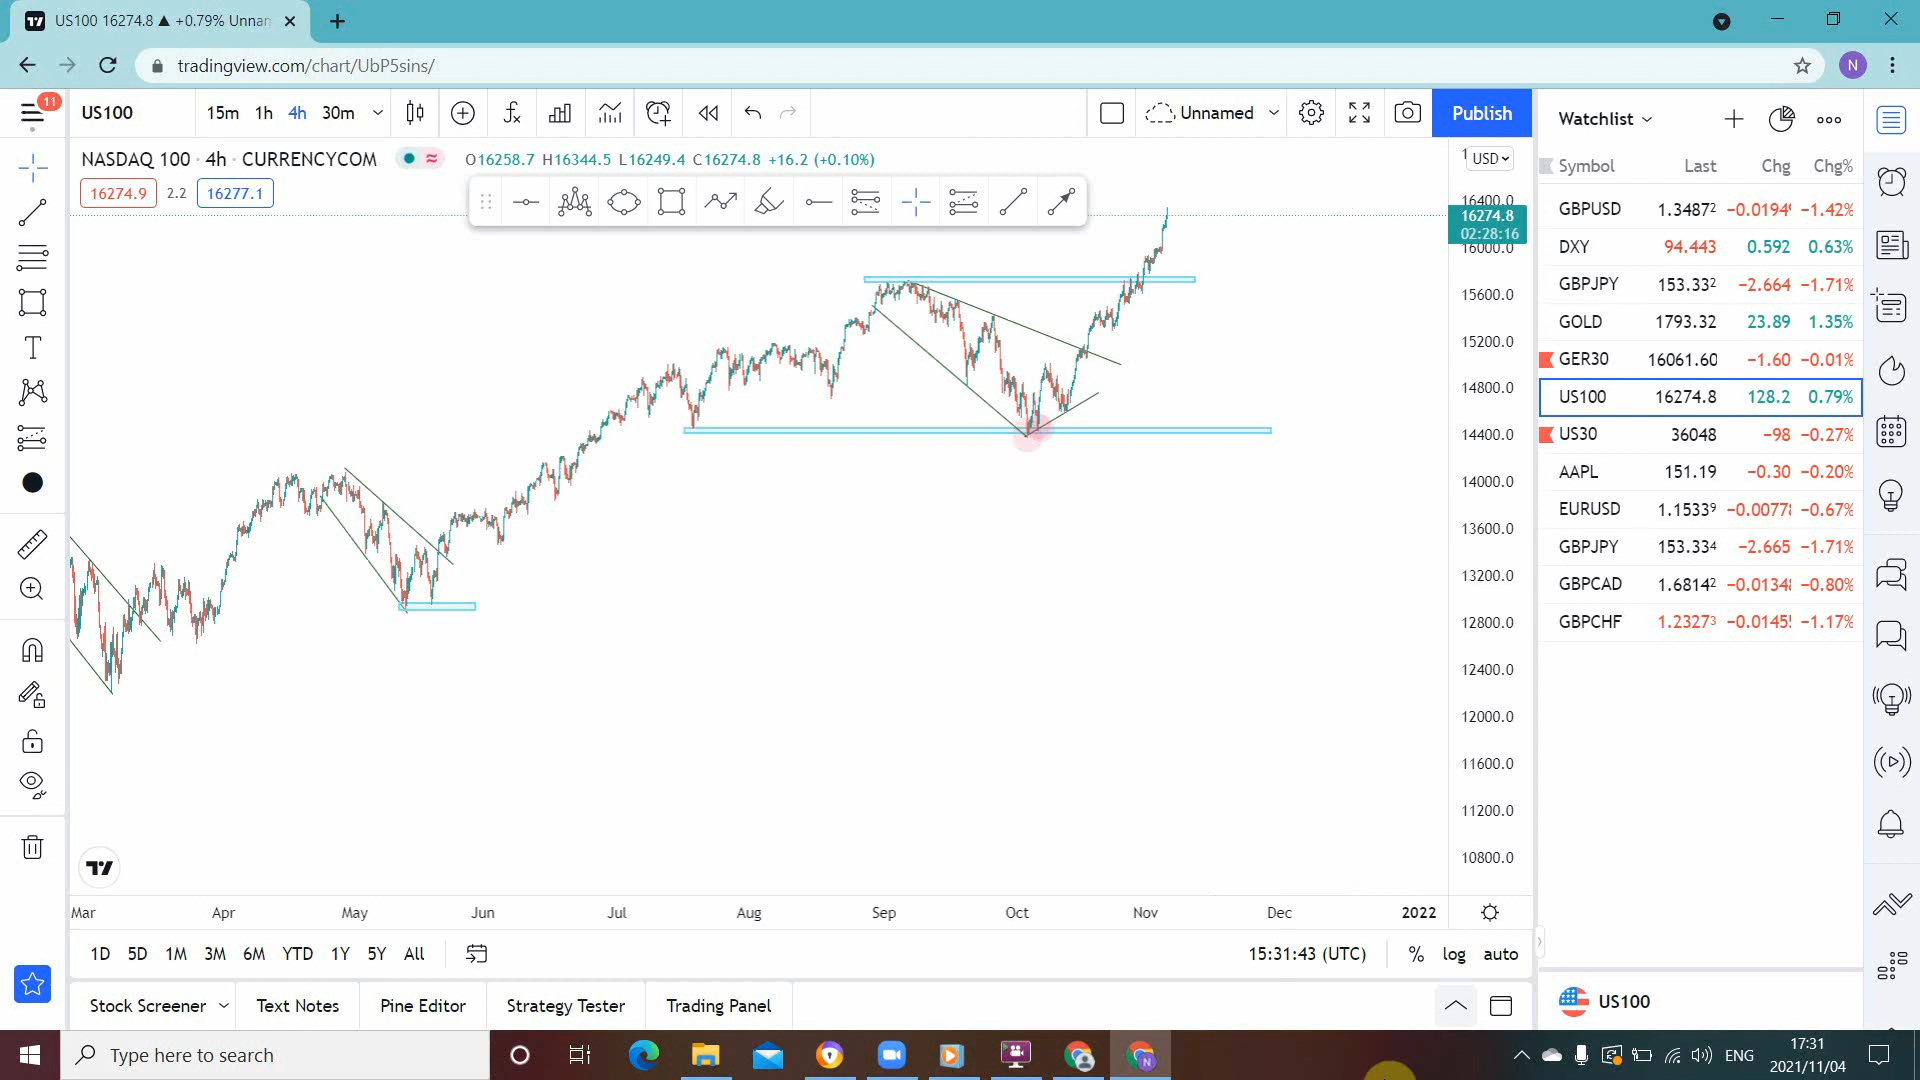 US100 16274.8 ▲ +0.79% Unnam
tradingview.com/chart/UbP5sins/
N
11
US100
15m 1h 4h 30m
Unnamed
Publish
Watchlist
NASDAQ 100 · 4h · CURRENCYCOM
O16258.7 H16344.5 L16249.4 C16274.8 +16.2 (+0.10%)
USD
16274.9 2.2 16277.1
Symbol Last Chg Chg%
GBPUSD 1.3487² −0.0194 −1.42%
DXY 94.443 0.592 0.63%
GBPJPY 153.33² −2.664 −1.71%
GOLD 1793.32 23.89 1.35%
GER30 16061.60 −1.60 −0.01%
US100 16274.8 128.2 0.79%
US30 36048 −98 −0.27%
AAPL 151.19 −0.30 −0.20%
EURUSD 1.1533⁹ −0.0077 −0.67%
GBPJPY 153.33⁴ −2.665 −1.71%
GBPCAD 1.6814² −0.0134 −0.80%
GBPCHF 1.2327³ −0.0145 −1.17%
16400.0
16274.8
02:28:16
16000.0
15600.0
15200.0
14800.0
14400.0
14000.0
13600.0
13200.0
12800.0
12400.0
12000.0
11600.0
11200.0
10800.0
Mar Apr May Jun Jul Aug Sep Oct Nov Dec 2022
1D 5D 1M 3M 6M YTD 1Y 5Y All
15:31:43 (UTC) % log auto
Stock Screener Text Notes Pine Editor Strategy Tester Trading Panel
US100
Type here to search
ENG
17:31
2021/11/04